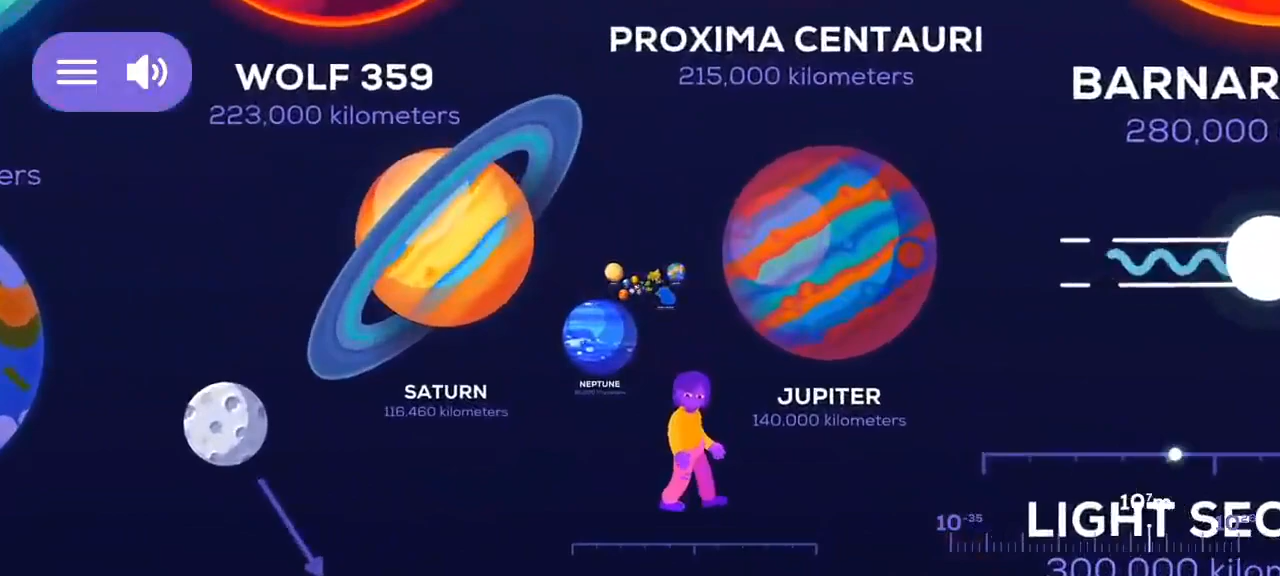 PROXIMA CENTAURI
215,000 kilometers
WOLF 359
223,000 kilometers
BARNAR
280,000
ers
SATURN
116,460 kilometers
NEPTUNE
JUPITER
140,000 kilometers
10⁷m
10⁻³⁵
LIGHT SEC
300,000 kilon